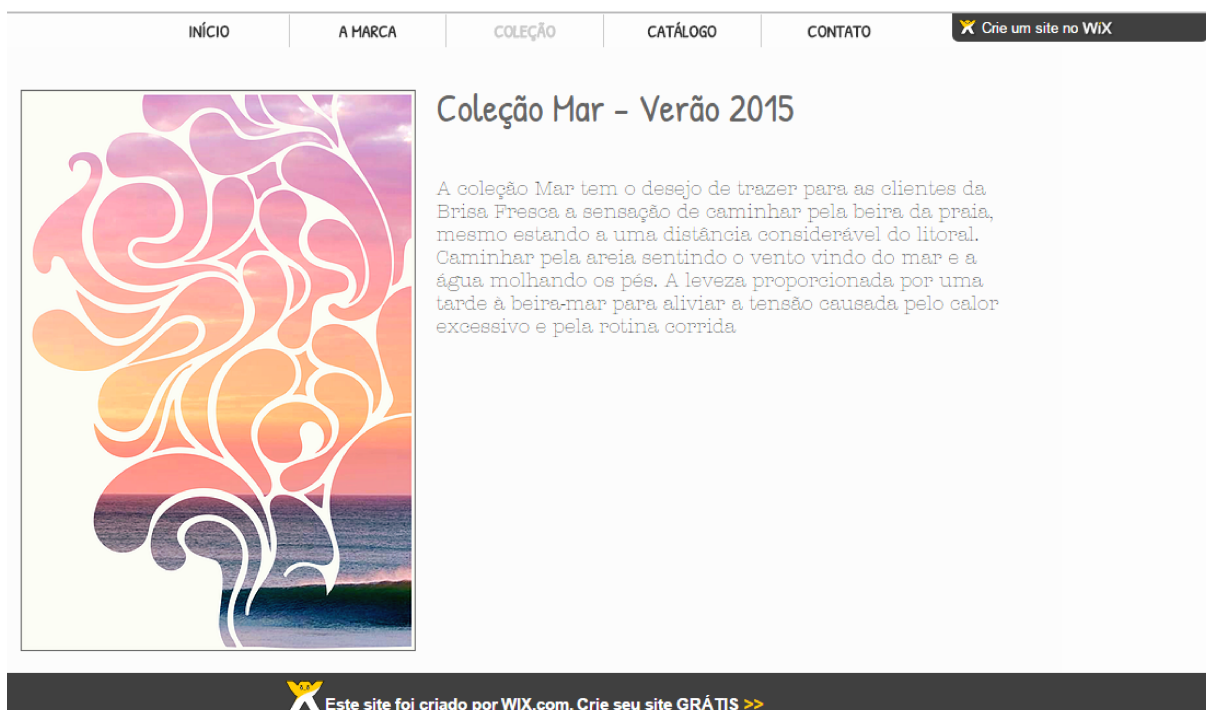 INÍCIO
A MARCA
COLEÇÃO
CATÁLOGO
CONTATO
Crie um site no WiX
Coleção Mar – Verão 2015
A coleção Mar tem o desejo de trazer para as clientes da
Brisa Fresca a sensação de caminhar pela beira da praia,
mesmo estando a uma distância considerável do litoral.
Caminhar pela areia sentindo o vento vindo do mar e a
água molhando os pés. A leveza proporcionada por uma
tarde à beira-mar para aliviar a tensão causada pelo calor
excessivo e pela rotina corrida
Este site foi criado por WIX.com. Crie seu site GRÁTIS >>